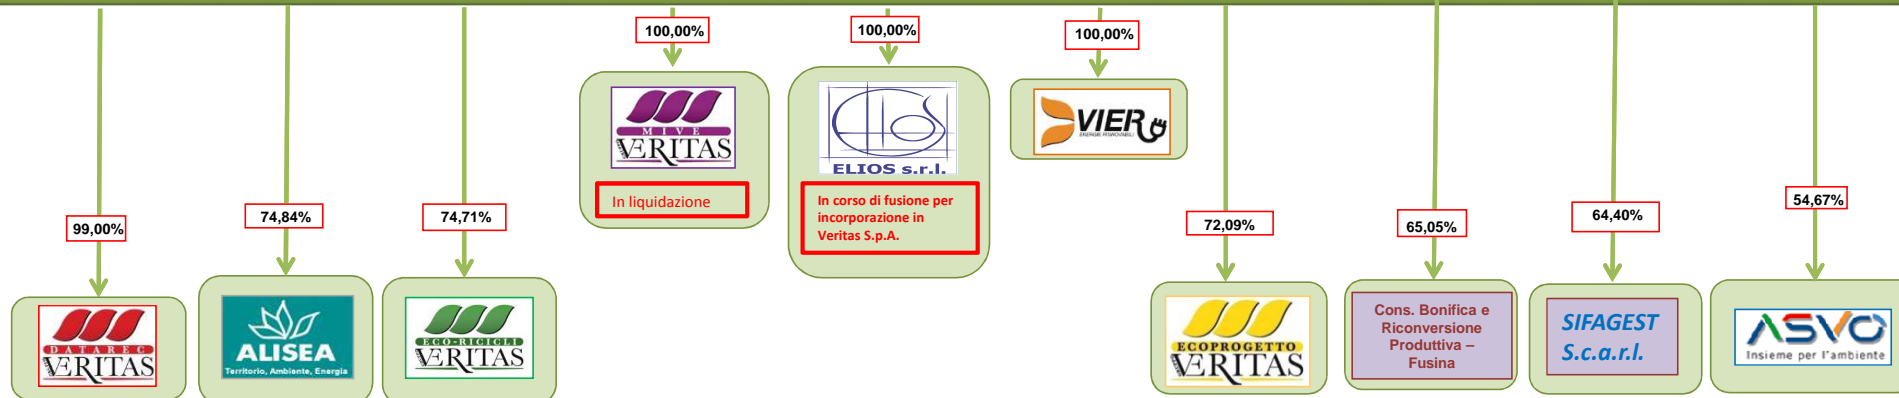 100,00%
100,00%
100,00%
MIVE
VERITAS
In liquidazione
ELIOS s.r.l.
In corso di fusione per
incorporazione in
Veritas S.p.A.
VIER
ENERGIE RINNOVABILI
99,00%
74,84%
74,71%
72,09%
65,05%
64,40%
54,67%
DATAREC
VERITAS
ALISEA
Territorio, Ambiente, Energia
ECO-RICICLI
VERITAS
ECOPROGETTO
VERITAS
Cons. Bonifica e
Riconversione
Produttiva –
Fusina
SIFAGEST
S.c.a.r.l.
ASVO
Insieme per l'ambiente